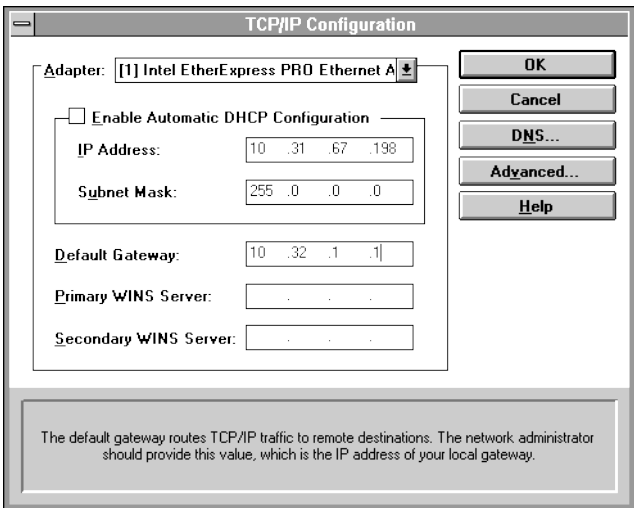 TCP/IP Configuration
Adapter: [1] Intel EtherExpress PRO Ethernet A
Enable Automatic DHCP Configuration
IP Address: 10 .31 .67 .198
Subnet Mask: 255 .0 .0 .0
Default Gateway: 10 .32 .1 .1
Primary WINS Server: . . .
Secondary WINS Server: . . .
OK
Cancel
DNS...
Advanced...
Help
The default gateway routes TCP/IP traffic to remote destinations. The network administrator
should provide this value, which is the IP address of your local gateway.